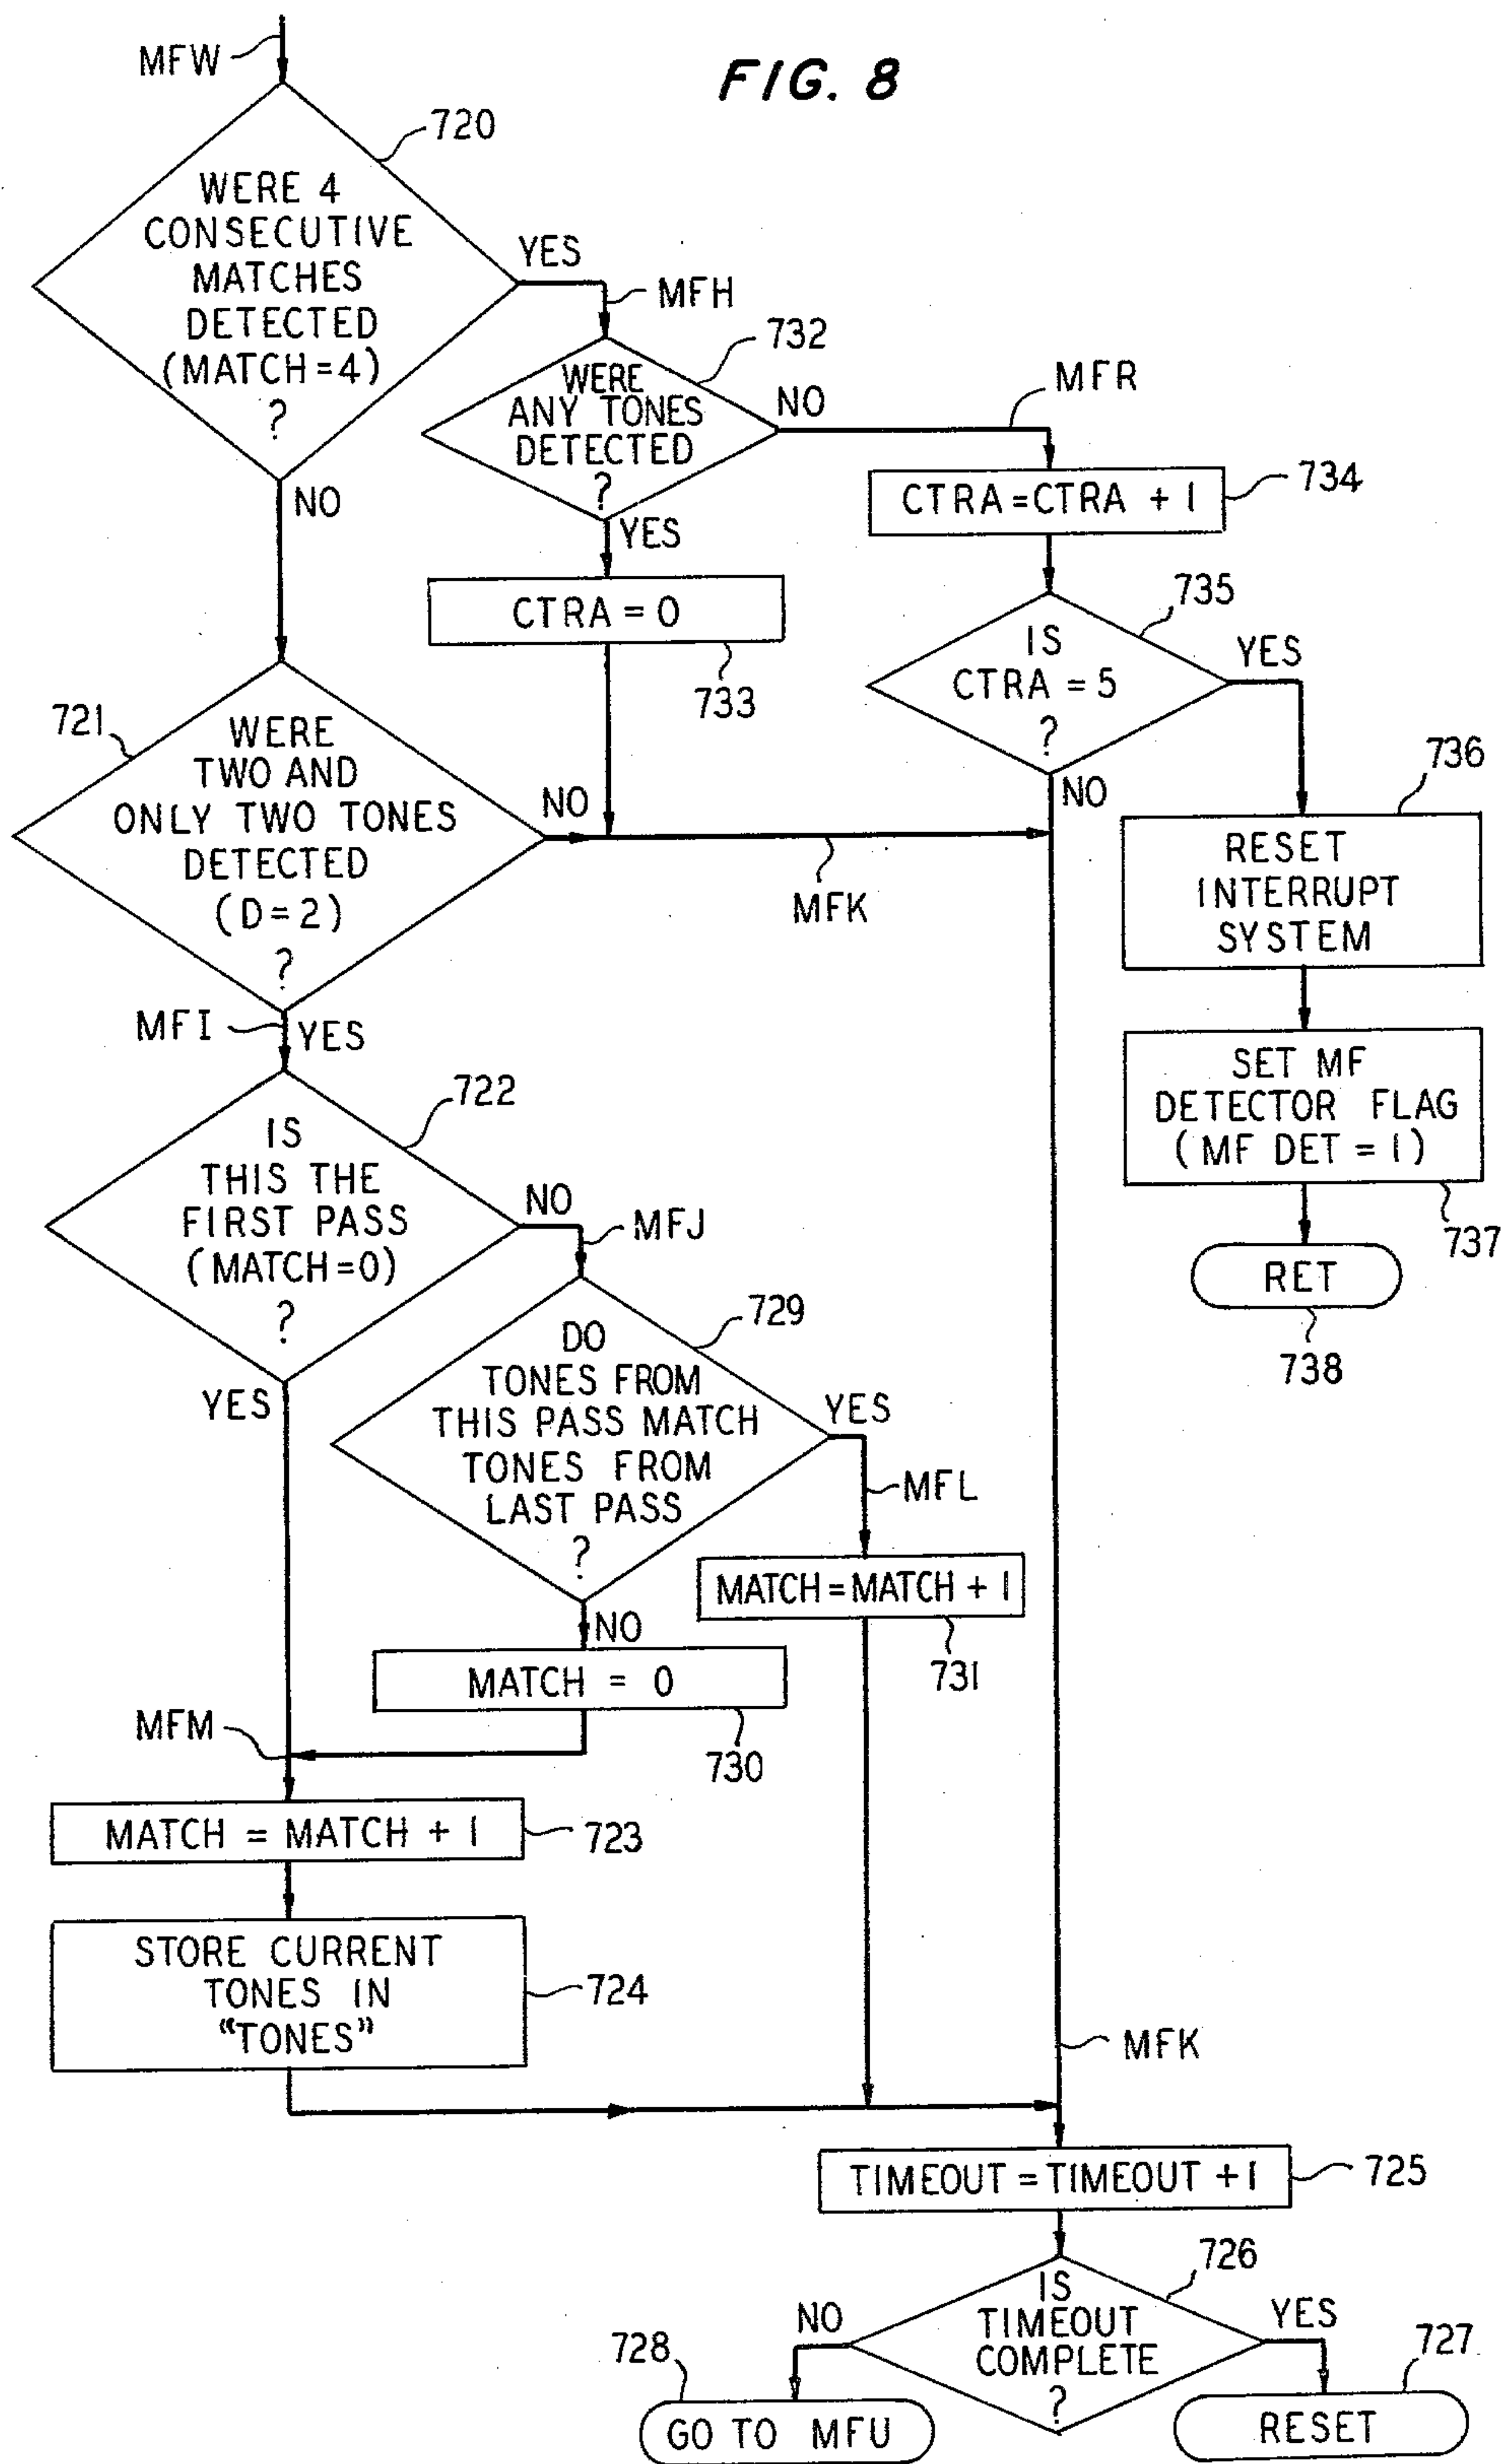 FIG. 8
MFW
720
WERE 4
CONSECUTIVE
MATCHES
DETECTED
(MATCH=4)
?
YES
MFH
NO
732
WERE
ANY TONES
DETECTED
?
NO
MFR
YES
734
CTRA=CTRA + 1
CTRA = 0
733
735
IS
CTRA = 5
?
YES
NO
721
WERE
TWO AND
ONLY TWO TONES
DETECTED
(D=2)
?
NO
MFK
736
RESET
INTERRUPT
SYSTEM
MFI
YES
SET MF
DETECTOR FLAG
(MF DET = 1)
737
RET
738
722
IS
THIS THE
FIRST PASS
(MATCH=0)
?
NO
MFJ
YES
729
DO
TONES FROM
THIS PASS MATCH
TONES FROM
LAST PASS
?
YES
MFL
NO
MATCH=MATCH + 1
731
MATCH = 0
730
MFM
MATCH = MATCH + 1
723
STORE CURRENT
TONES IN
“TONES”
724
MFK
TIMEOUT=TIMEOUT +1
725
726
IS
TIMEOUT
COMPLETE
?
NO
YES
728
GO TO MFU
727
RESET